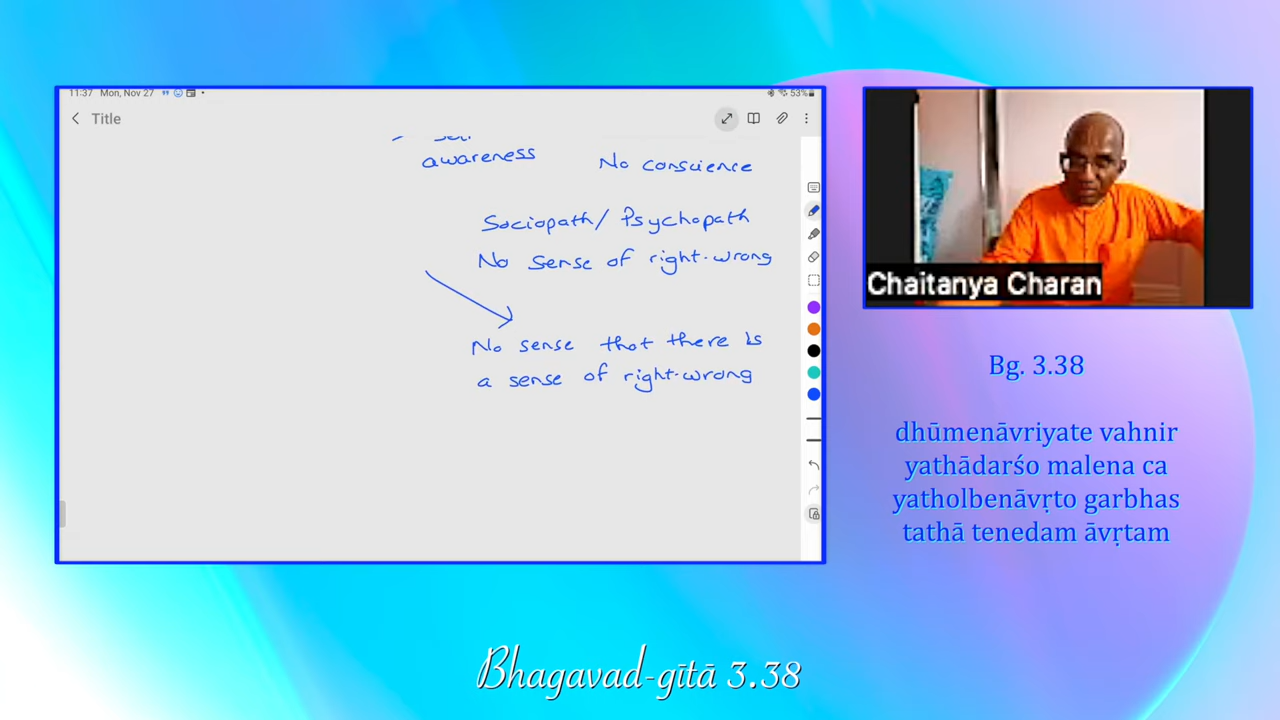 11:37 Mon, Nov 27
53%
Title
awareness
No conscience
Sociopath/ Psychopath
No sense of right-wrong
No sense that there is
a sense of right-wrong
Chaitanya Charan
Bg. 3.38
dhūmenāvriyate vahnir
yathādarśo malena ca
yatholbenāvṛto garbhas
tathā tenedam āvṛtam
Bhagavad-gītā 3.38